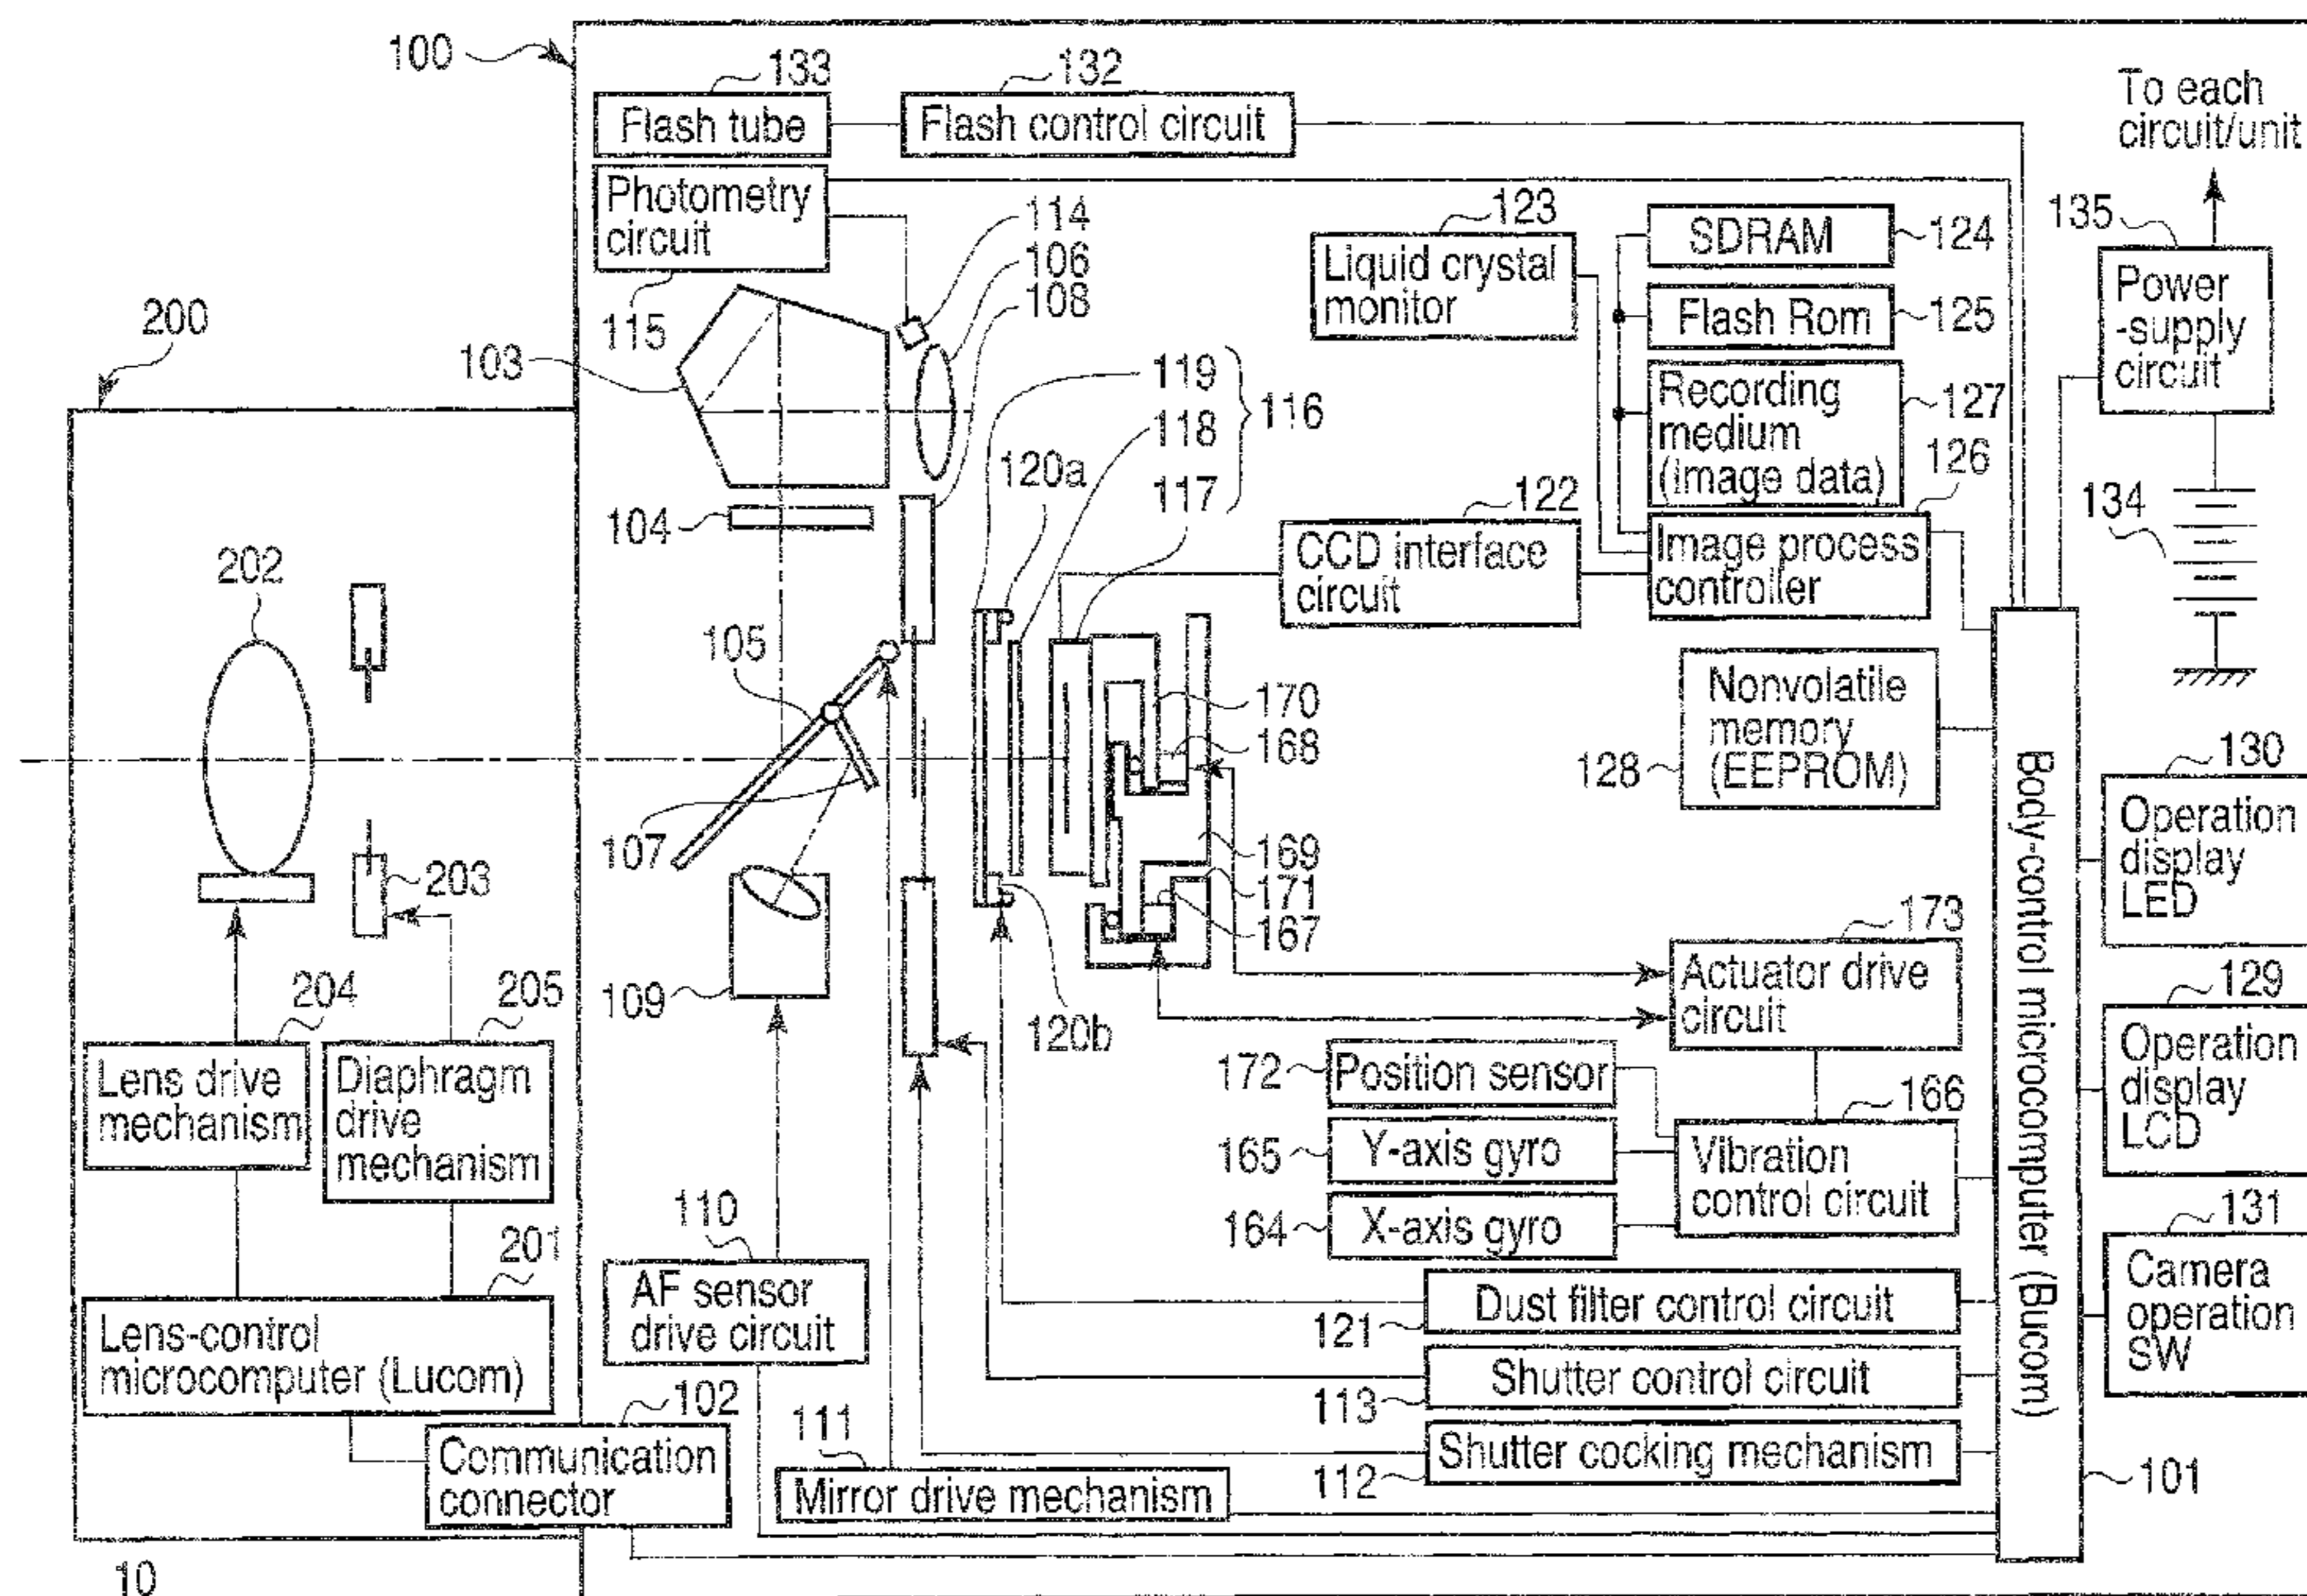 100
133
132
To each
circuit/unit
Flash tube
Flash control circuit
Photometry
circuit
114
106
108
115
123
SDRAM
124
135
Liquid crystal
monitor
Flash Rom
125
Power
-supply
circuit
200
103
119
118
117
116
120a
Recording
medium
(image data)
127
126
134
104
122
CCD interface
circuit
Image process
controller
202
105
170
168
Nonvolatile
memory
(EEPROM)
128
130
Operation
display
LED
107
203
169
171
167
173
Actuator drive
circuit
129
Operation
display
LCD
204
205
109
120b
Lens drive
mechanism
Diaphragm
drive
mechanism
172
Position sensor
166
165
Y-axis gyro
Vibration
control circuit
164
X-axis gyro
131
Camera
operation
SW
201
110
AF sensor
drive circuit
Dust filter control circuit
121
Lens-control
microcomputer (Lucom)
Shutter control circuit
113
102
Communication
connector
111
Mirror drive mechanism
Shutter cocking mechanism
112
Body-control microcomputer (Bucom)
101
10